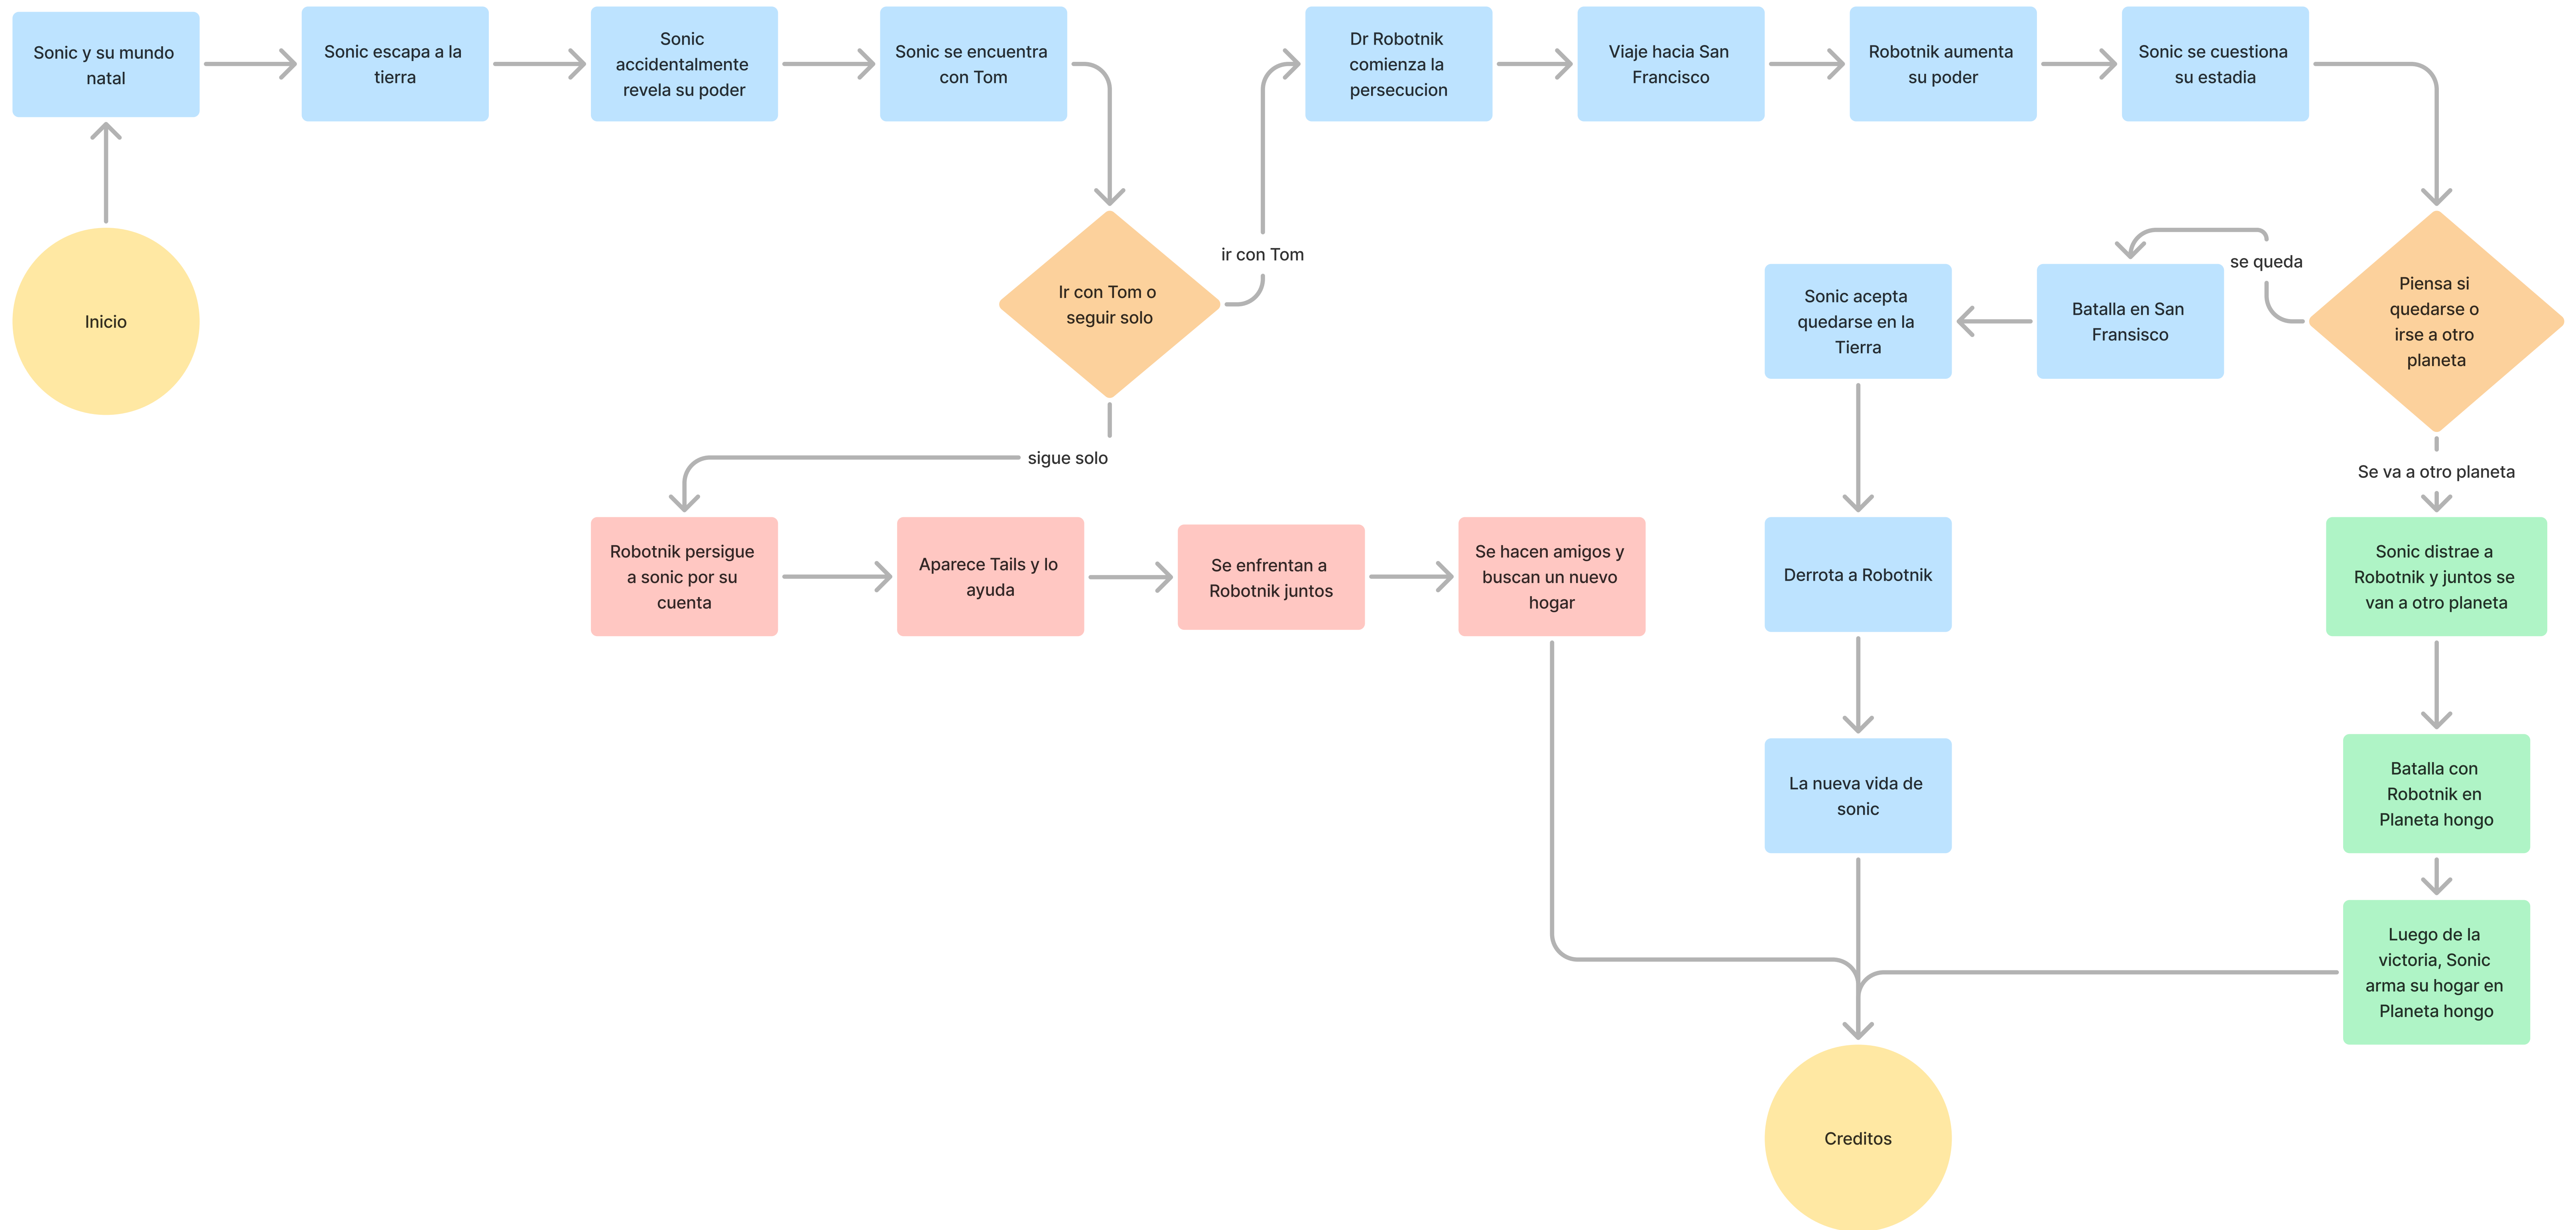 Sonic y su mundo
natal
Sonic escapa a la
tierra
Sonic
accidentalmente
revela su poder
Sonic se encuentra
con Tom
Dr Robotnik
comienza la
persecucion
Viaje hacia San
Francisco
Robotnik aumenta
su poder
Sonic se cuestiona
su estadia
Inicio
Ir con Tom o
seguir solo
ir con Tom
sigue solo
Sonic acepta
quedarse en la
Tierra
Batalla en San
Fransisco
se queda
Piensa si
quedarse o
irse a otro
planeta
Se va a otro planeta
Robotnik persigue
a sonic por su
cuenta
Aparece Tails y lo
ayuda
Se enfrentan a
Robotnik juntos
Se hacen amigos y
buscan un nuevo
hogar
Derrota a Robotnik
Sonic distrae a
Robotnik y juntos se
van a otro planeta
La nueva vida de
sonic
Batalla con
Robotnik en
Planeta hongo
Luego de la
victoria, Sonic
arma su hogar en
Planeta hongo
Creditos